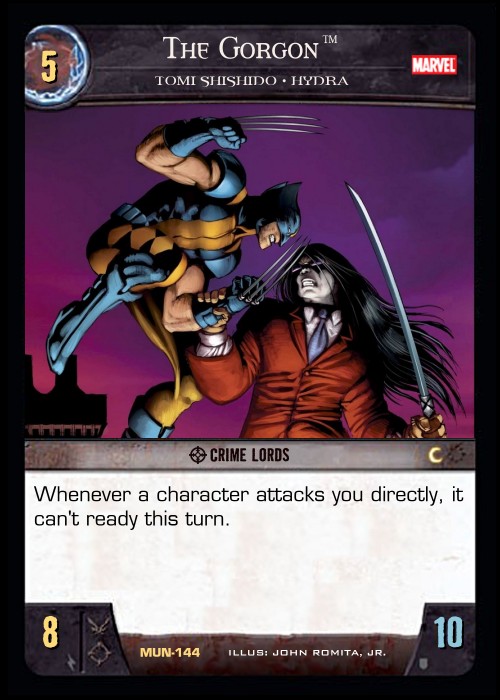 5
The Gorgon™
MARVEL
TOMI SHISHIDO • HYDRA
CRIME LORDS
C
Whenever a character attacks you directly, it
can't ready this turn.
8
MUN-144
ILLUS: JOHN ROMITA, JR.
10